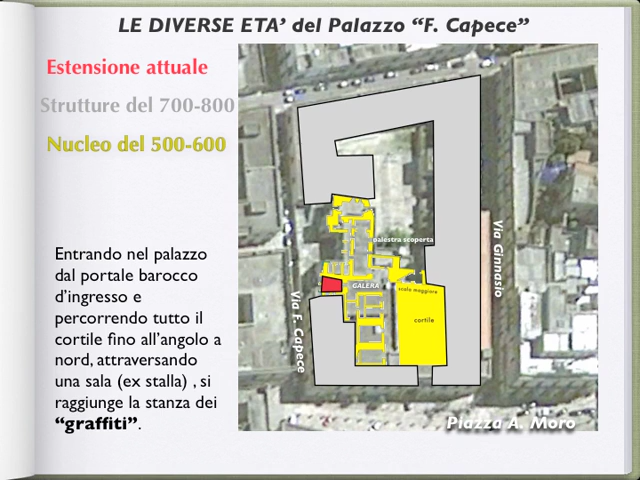 LE DIVERSE ETA’ del Palazzo “F. Capece”
Estensione attuale
Strutture del 700-800
Nucleo del 500-600
Entrando nel palazzo
dal portale barocco
d’ingresso e
percorrendo tutto il
cortile fino all’angolo a
nord, attraversando
una sala (ex stalla) , si
raggiunge la stanza dei
“graffiti”.
palestra scoperta
GALERA
scala maggiore
cortile
Via F. Capece
Via Ginnasio
Piazza A. Moro